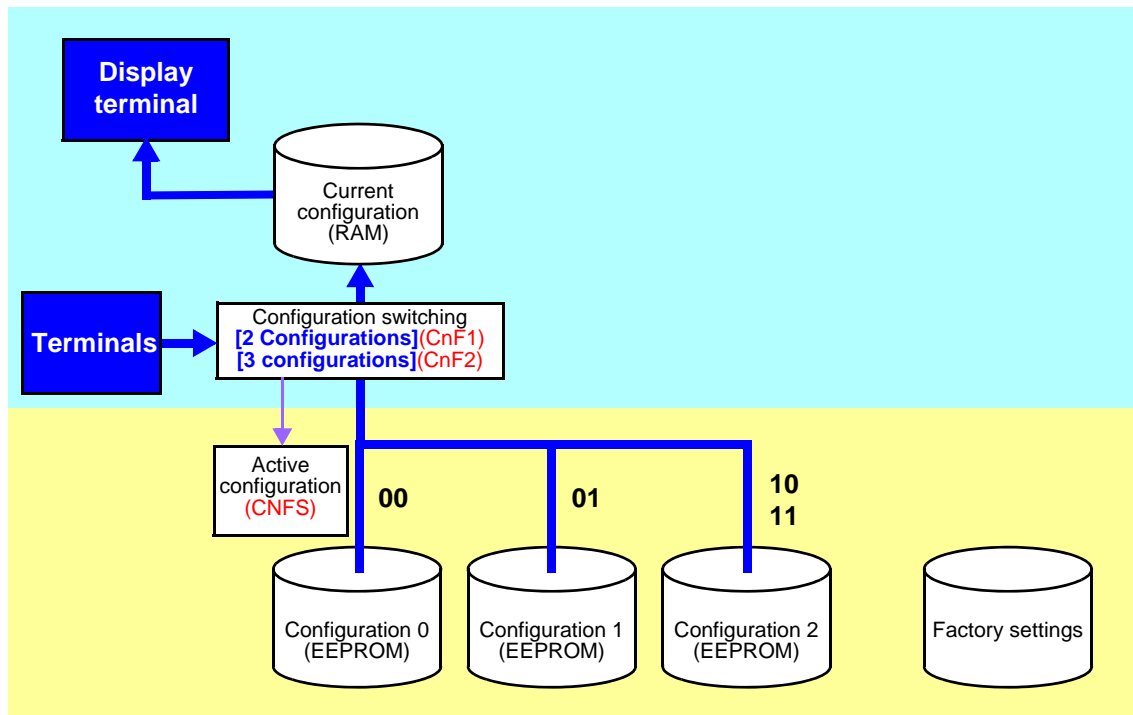 Display
terminal
Current
configuration
(RAM)
Terminals
Configuration switching
[2 Configurations](CnF1)
[3 configurations](CnF2)
Active
configuration
(CNFS)
00
01
10
11
Configuration 0
(EEPROM)
Configuration 1
(EEPROM)
Configuration 2
(EEPROM)
Factory settings